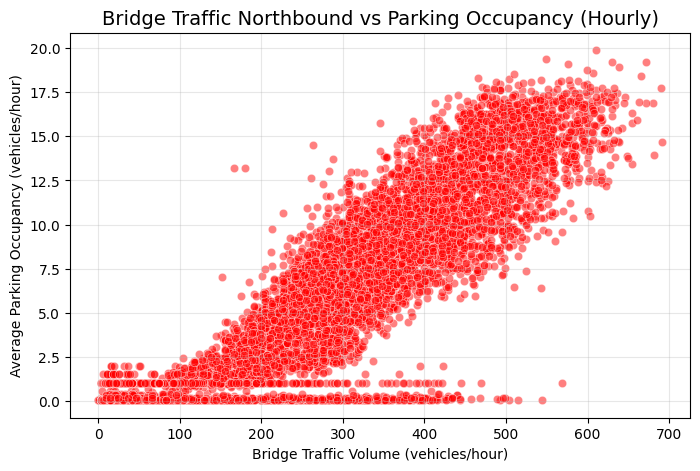 Bridge Traffic Northbound vs Parking Occupancy (Hourly)
Average Parking Occupancy (vehicles/hour)
20.0
17.5
15.0
12.5
10.0
7.5
5.0
2.5
0.0
0 100 200 300 400 500 600 700
Bridge Traffic Volume (vehicles/hour)